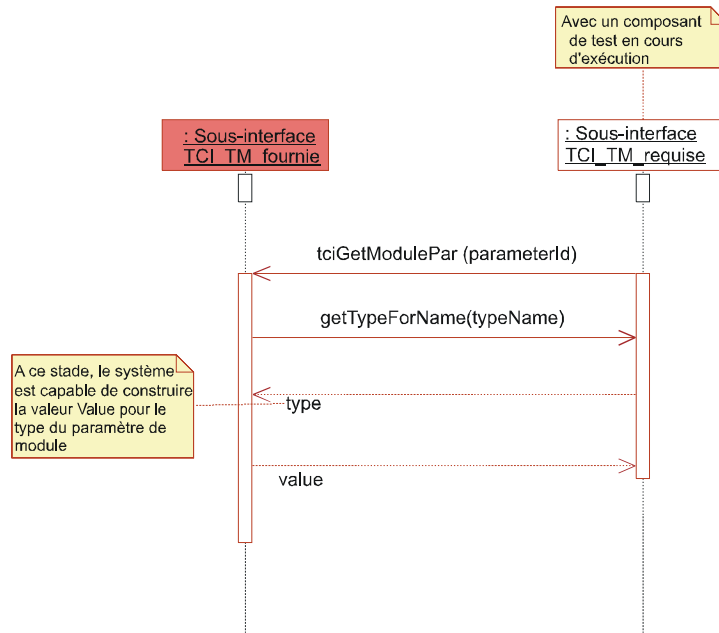 Avec un composant
de test en cours
d'exécution
: Sous-interface
TCI_TM_fournie
: Sous-interface
TCI_TM_requise
tciGetModulePar (parameterId)
getTypeForName(typeName)
A ce stade, le système
est capable de construire
la valeur Value pour le
type du paramètre de
module
type
value